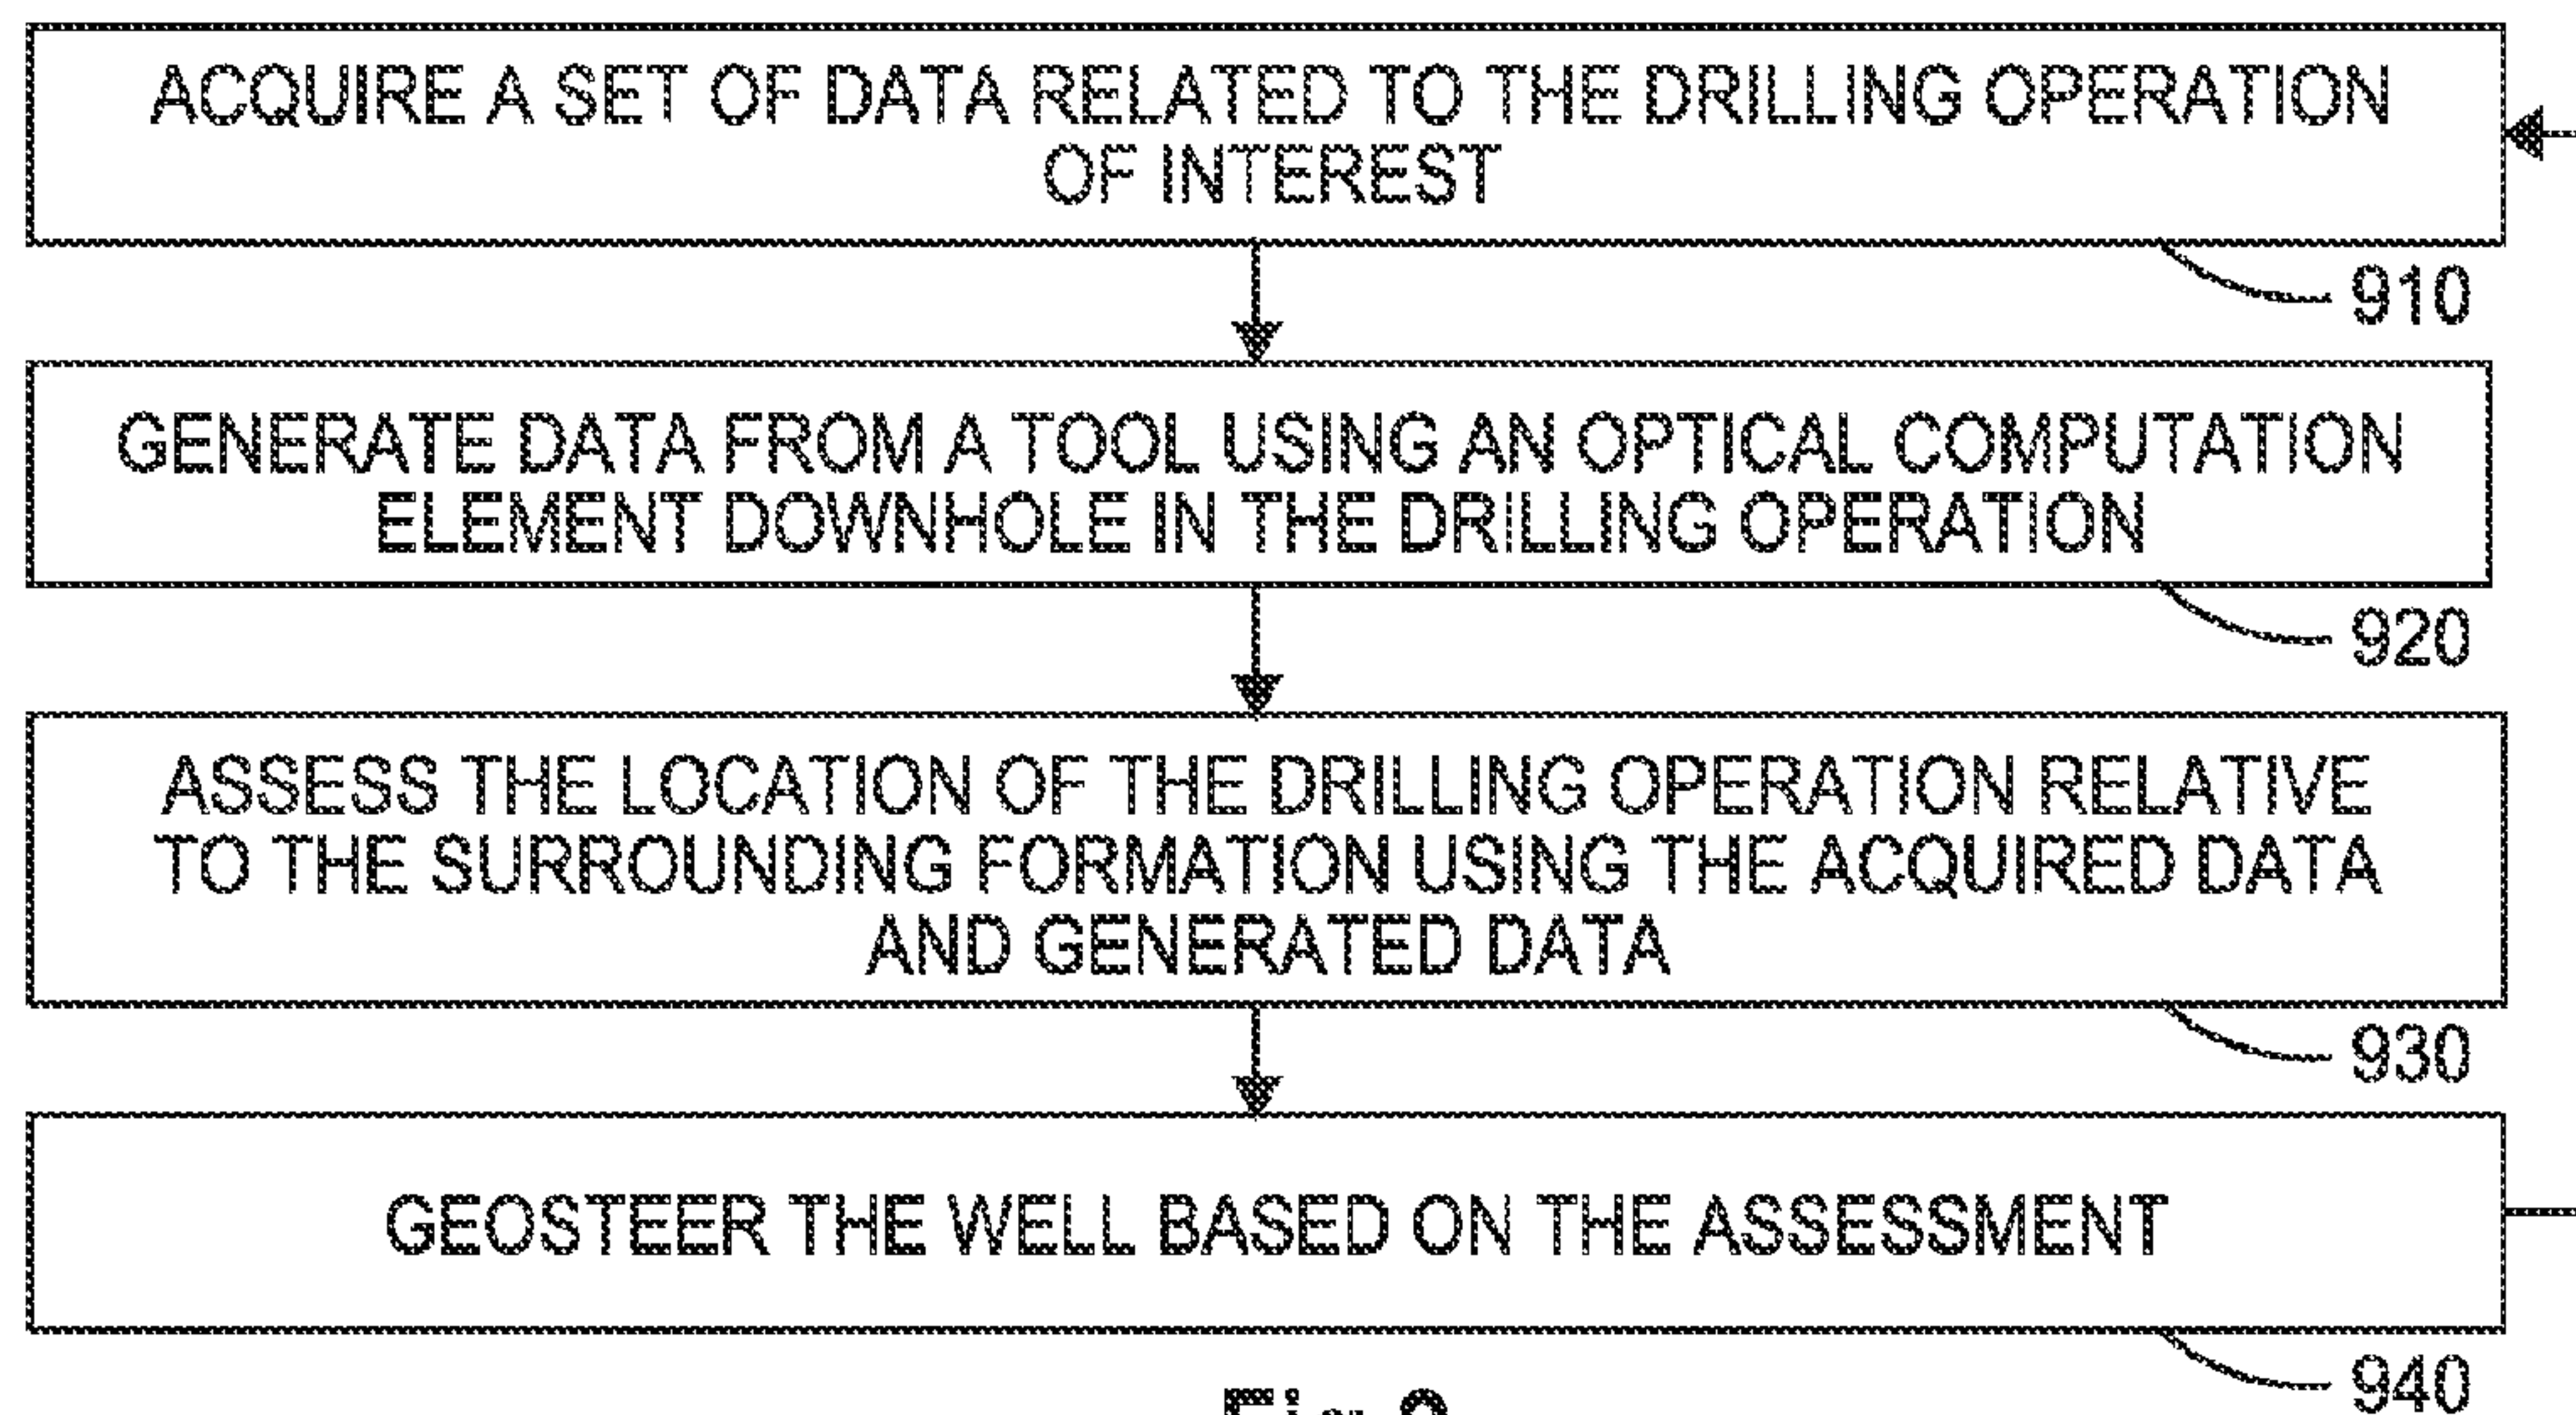 ACQUIRE A SET OF DATA RELATED TO THE DRILLING OPERATION
OF INTEREST
910
GENERATE DATA FROM A TOOL USING AN OPTICAL COMPUTATION
ELEMENT DOWNHOLE IN THE DRILLING OPERATION
920
ASSESS THE LOCATION OF THE DRILLING OPERATION RELATIVE
TO THE SURROUNDING FORMATION USING THE ACQUIRED DATA
AND GENERATED DATA
930
GEOSTEER THE WELL BASED ON THE ASSESSMENT
940